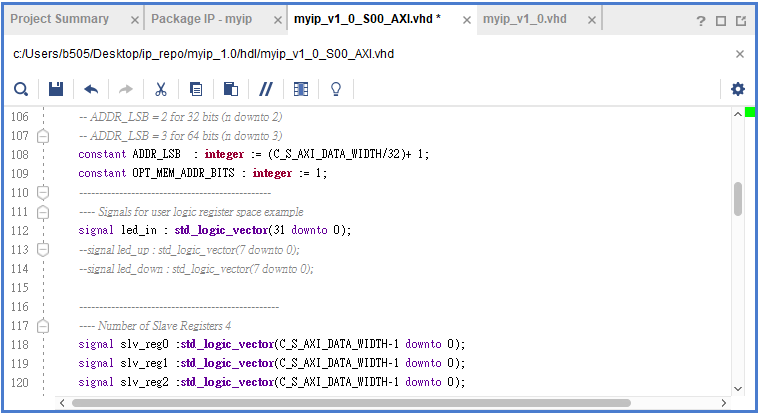 Project Summary × Package IP - myip × myip_v1_0_S00_AXI.vhd * × myip_v1_0.vhd × ?
c:/Users/b505/Desktop/ip_repo/myip_1.0/hdl/myip_v1_0_S00_AXI.vhd ×
106 -- ADDR_LSB = 2 for 32 bits (n downto 2)
107 -- ADDR_LSB = 3 for 64 bits (n downto 3)
108 constant ADDR_LSB : integer := (C_S_AXI_DATA_WIDTH/32)+ 1;
109 constant OPT_MEM_ADDR_BITS : integer := 1;
110 ------------------------------------------------
111 ---- Signals for user logic register space example
112 signal led_in : std_logic_vector(31 downto 0);
113 --signal led_up : std_logic_vector(7 downto 0);
114 --signal led_down : std_logic_vector(7 downto 0);
115
116 --------------------------------------------------
117 ---- Number of Slave Registers 4
118 signal slv_reg0 :std_logic_vector(C_S_AXI_DATA_WIDTH-1 downto 0);
119 signal slv_reg1 :std_logic_vector(C_S_AXI_DATA_WIDTH-1 downto 0);
120 signal slv_reg2 :std_logic_vector(C_S_AXI_DATA_WIDTH-1 downto 0);